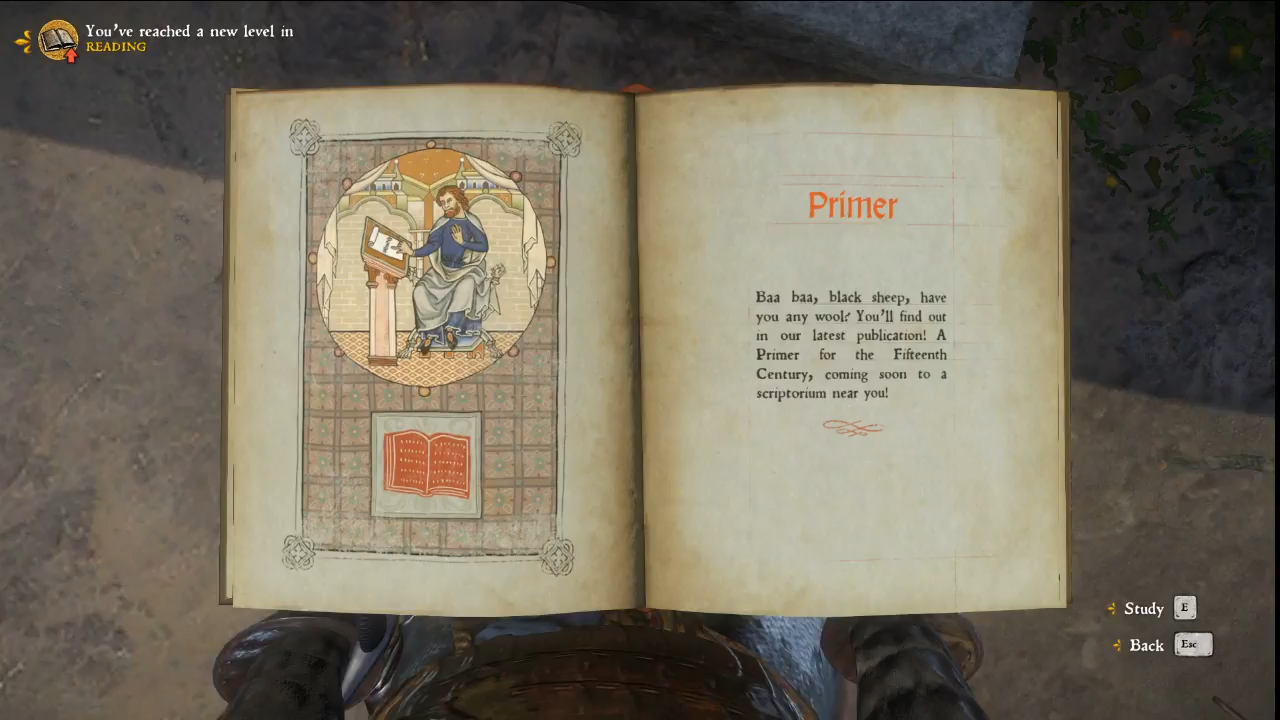 You've reached a new level in
READING
Primer
Baa baa, black sheep, have
you any wool? You'll find out
in our latest publication! A
Primer for the Fifteenth
Century, coming soon to a
scriptorium near you!
Study E
Back Esc